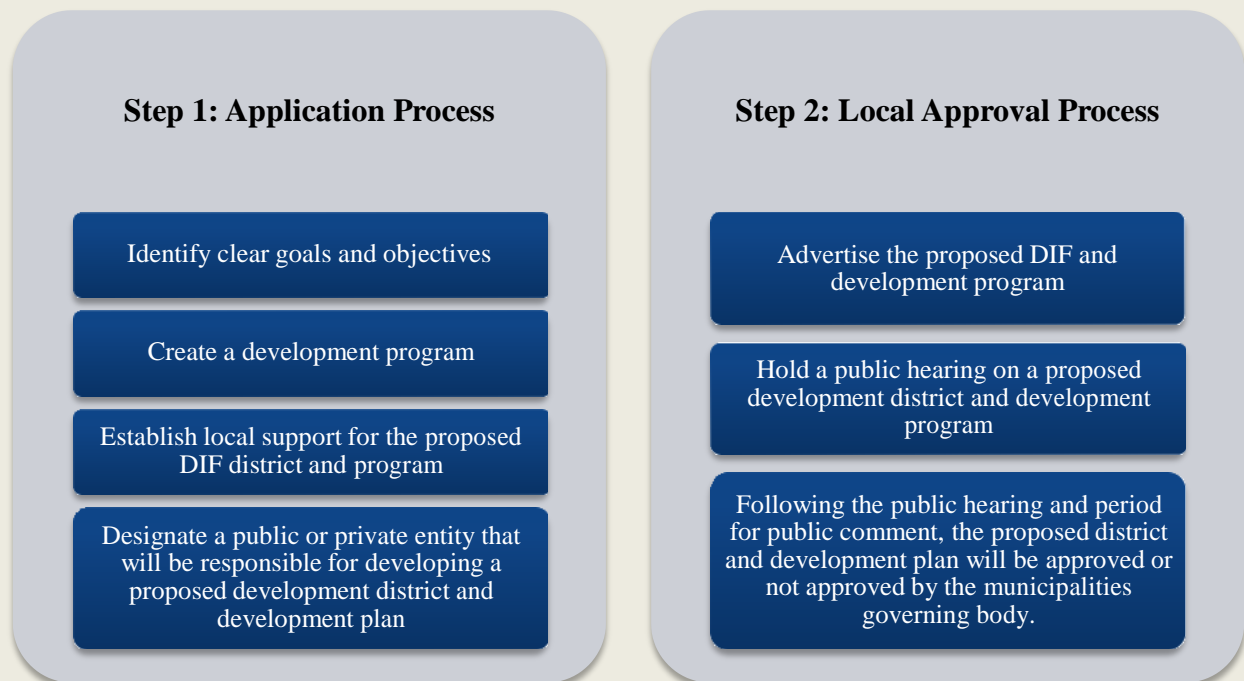 Step 1: Application Process
Identify clear goals and objectives
Create a development program
Establish local support for the proposed
DIF district and program
Designate a public or private entity that
will be responsible for developing a
proposed development district and
development plan
Step 2: Local Approval Process
Advertise the proposed DIF and
development program
Hold a public hearing on a proposed
development district and development
program
Following the public hearing and period
for public comment, the proposed district
and development plan will be approved or
not approved by the municipalities
governing body.